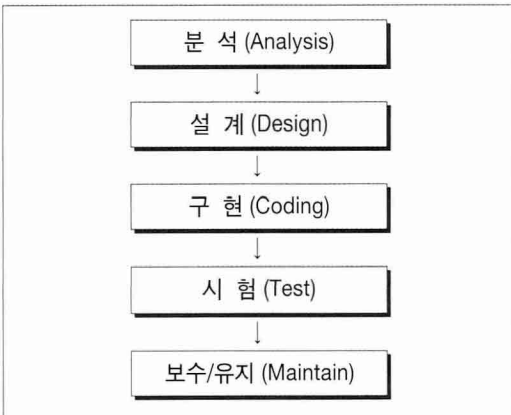 분 석 (Analysis)
↓
설 계 (Design)
↓
구 현 (Coding)
↓
시 험 (Test)
↓
보수/유지 (Maintain)